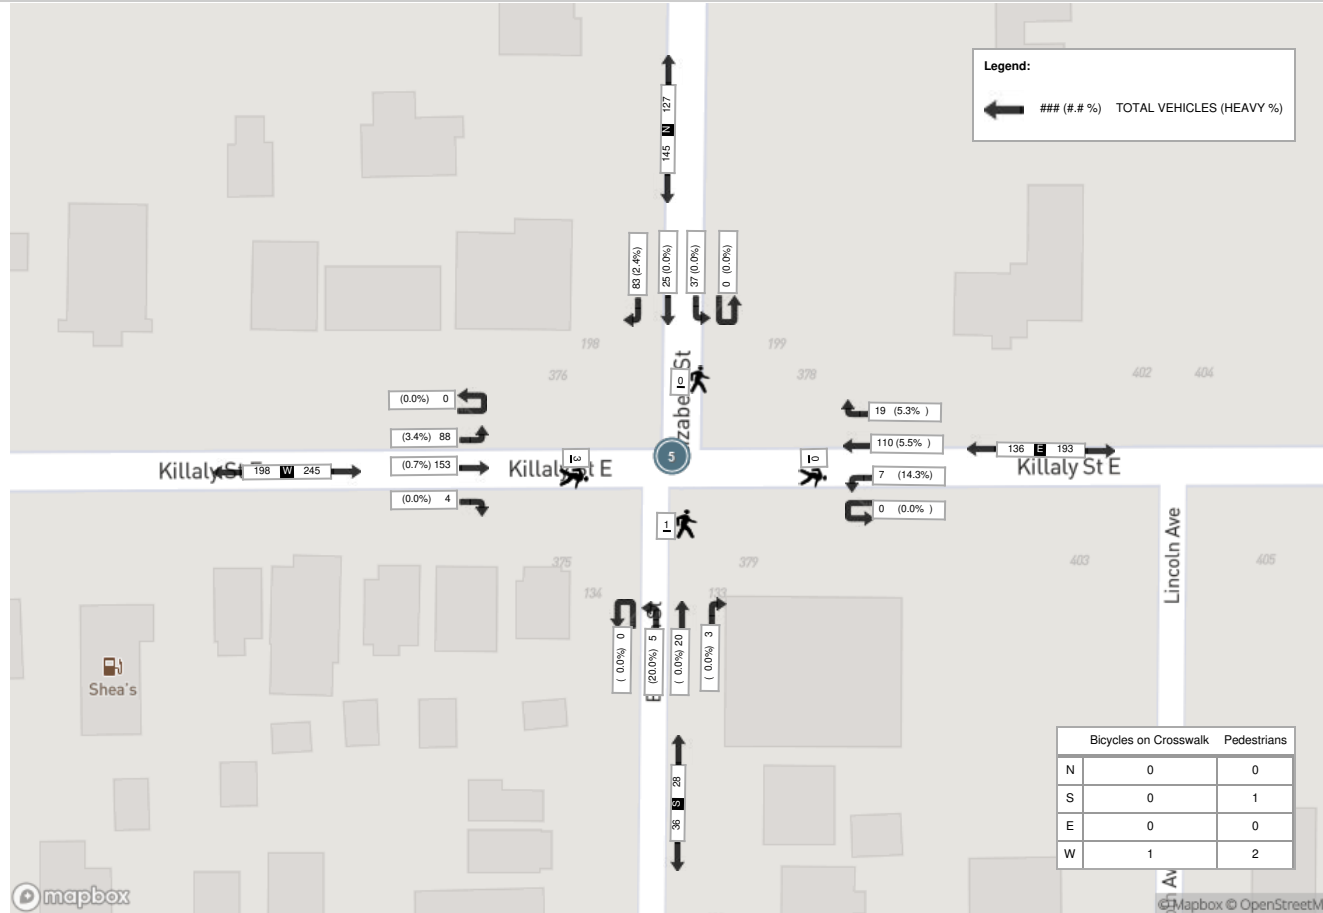 Legend:
### (#.# %) TOTAL VEHICLES (HEAVY %)
127
N
145
83 (2.4%)
25 (0.0%)
37 (0.0%)
0 (0.0%)
198
199
376
378
402
404
0
zabe
St
(0.0%) 0
(3.4%) 88
(0.7%) 153
(0.0%) 4
19 (5.3% )
110 (5.5% )
7 (14.3%)
0 (0.0% )
5
3
0
Killaly St E
198 W 245
Killaly St E
136 E 193
Killaly St E
1
375
379
403
405
134
133
Lincoln Ave
( 0.0%) 0
(20.0%) 5
( 0.0%) 20
( 0.0%) 3
Shea's
28
S
36
Bicycles on Crosswalk Pedestrians
N 0 0
S 0 1
E 0 0
W 1 2
mapbox
© Mapbox © OpenStreetM